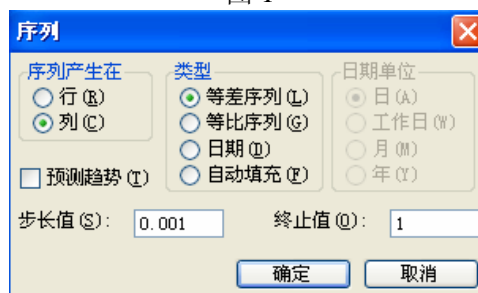 序列
序列产生在 类型 日期单位
行(R) 等差序列(L) 日(A)
列(C) 等比序列(G) 工作日(W)
日期(D) 月(M)
预测趋势(T) 自动填充(F) 年(Y)
步长值(S): 0.001 终止值(O): 1
确定 取消